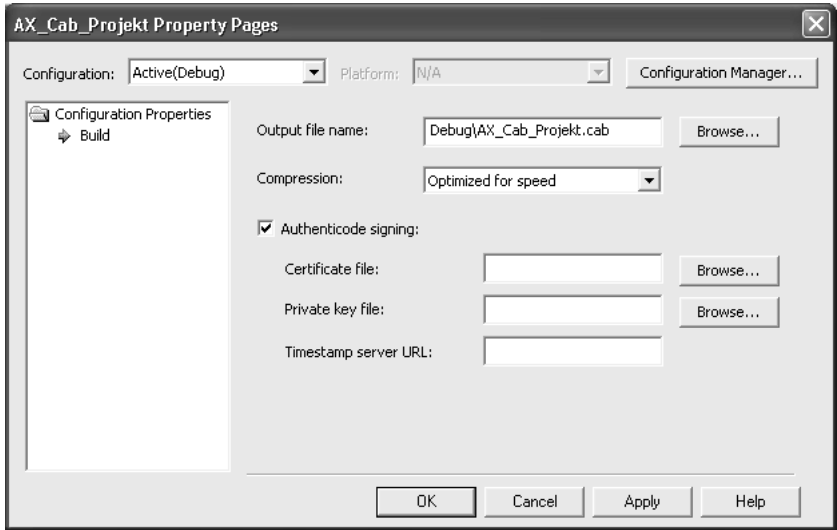 AX_Cab_Projekt Property Pages
Configuration: Active(Debug) Platform: N/A Configuration Manager...
Configuration Properties
Build
Output file name: Debug\AX_Cab_Projekt.cab Browse...
Compression: Optimized for speed
Authenticode signing:
Certificate file: Browse...
Private key file: Browse...
Timestamp server URL:
OK Cancel Apply Help